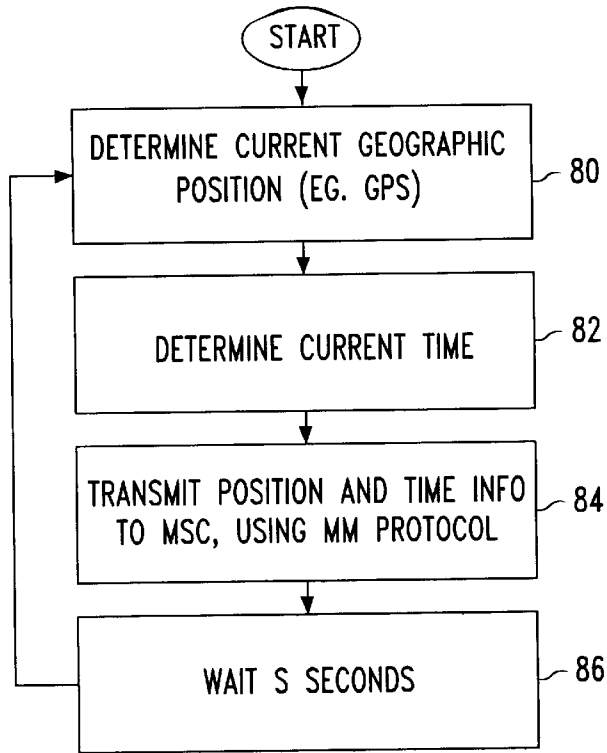 START
DETERMINE CURRENT GEOGRAPHIC
POSITION (EG. GPS)
80
DETERMINE CURRENT TIME
82
TRANSMIT POSITION AND TIME INFO
TO MSC, USING MM PROTOCOL
84
WAIT S SECONDS
86